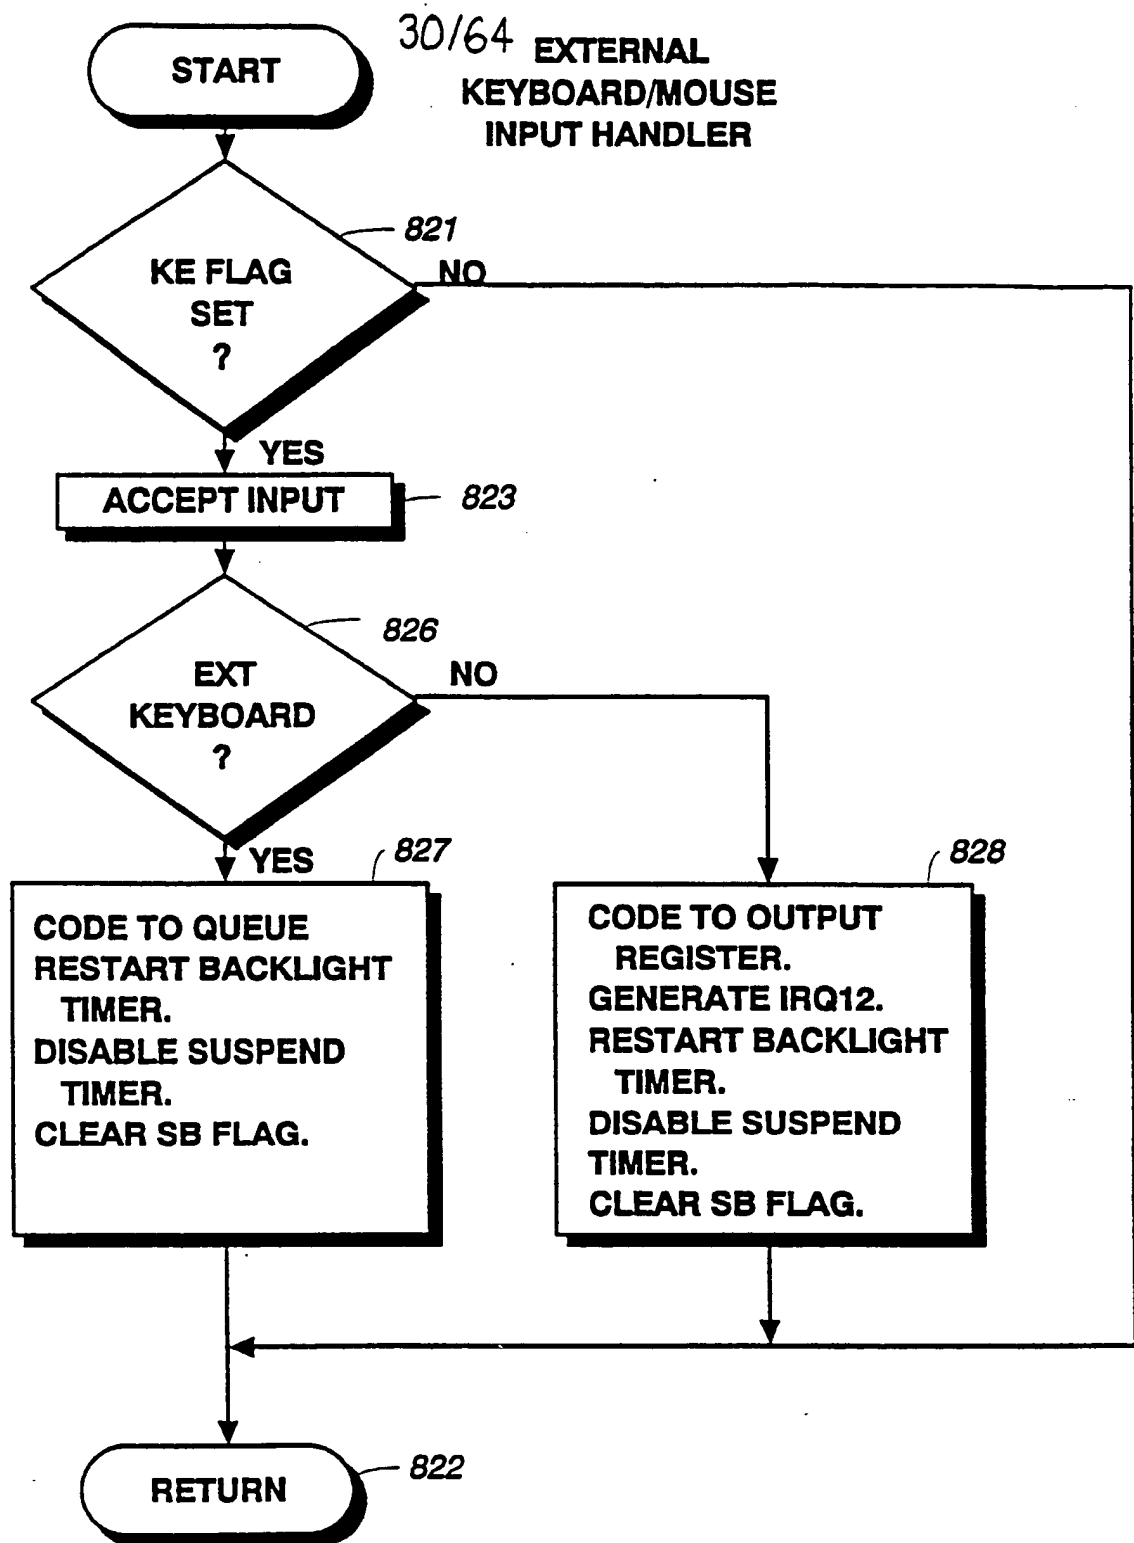 30/64
EXTERNAL
KEYBOARD/MOUSE
INPUT HANDLER
START
821
KE FLAG
SET
?
NO
YES
ACCEPT INPUT
823
826
EXT
KEYBOARD
?
NO
YES
827
CODE TO QUEUE
RESTART BACKLIGHT
TIMER.
DISABLE SUSPEND
TIMER.
CLEAR SB FLAG.
828
CODE TO OUTPUT
REGISTER.
GENERATE IRQ12.
RESTART BACKLIGHT
TIMER.
DISABLE SUSPEND
TIMER.
CLEAR SB FLAG.
RETURN
822